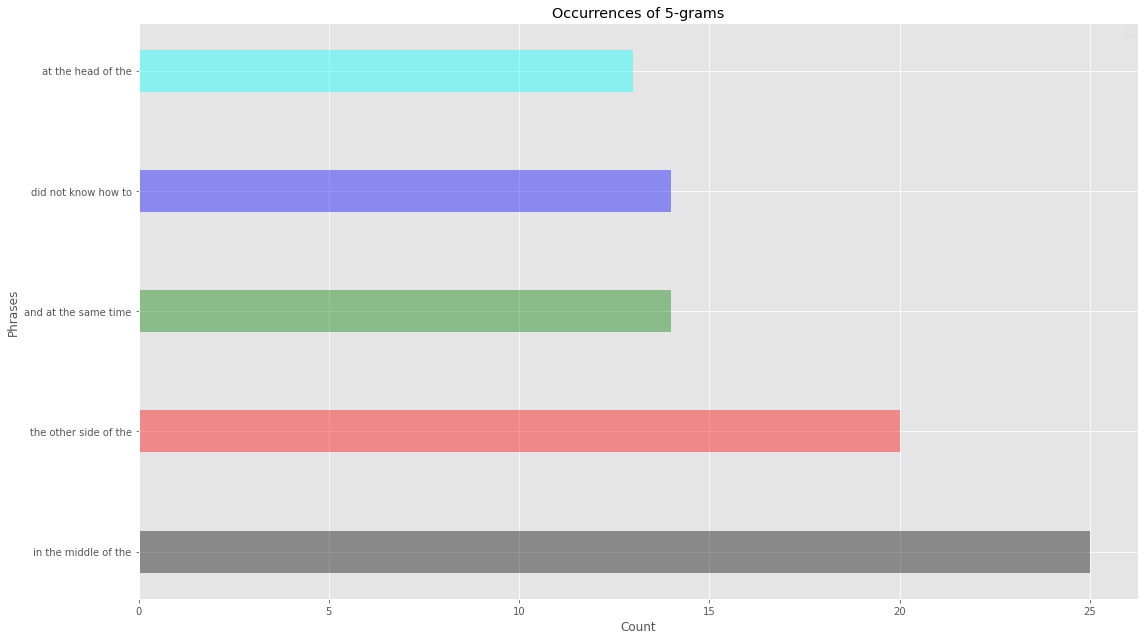 Occurrences of 5-grams
at the head of the
did not know how to
and at the same time
the other side of the
in the middle of the
Phrases
0 5 10 15 20 25
Count